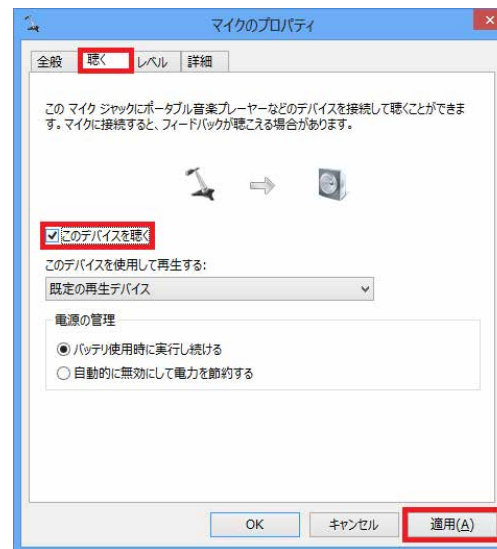 マイクのプロパティ
全般 聴く レベル 詳細
この マイク ジャックにポータブル音楽プレーヤーなどのデバイスを接続して聴くことができま
す。マイクに接続すると、フィードバックが聴こえる場合があります。
このデバイスを聴く
このデバイスを使用して再生する:
既定の再生デバイス
電源の管理
バッテリ使用時に実行し続ける
自動的に無効にして電力を節約する
OK キャンセル 適用(A)